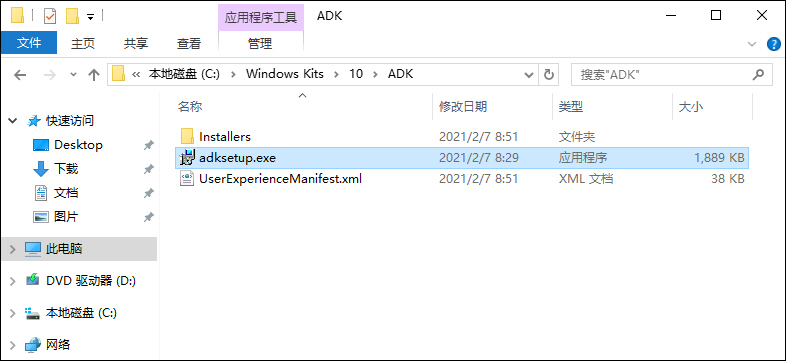 应用程序工具 ADK
文件 主页 共享 查看 管理
« 本地磁盘 (C:) Windows Kits 10 ADK 搜索"ADK"
名称 修改日期 类型 大小
快速访问
Desktop
下载
文档
图片
此电脑
DVD 驱动器 (D:)
本地磁盘 (C:)
网络
Installers 2021/2/7 8:51 文件夹
adksetup.exe 2021/2/7 8:29 应用程序 1,889 KB
UserExperienceManifest.xml 2021/2/7 8:51 XML 文档 38 KB